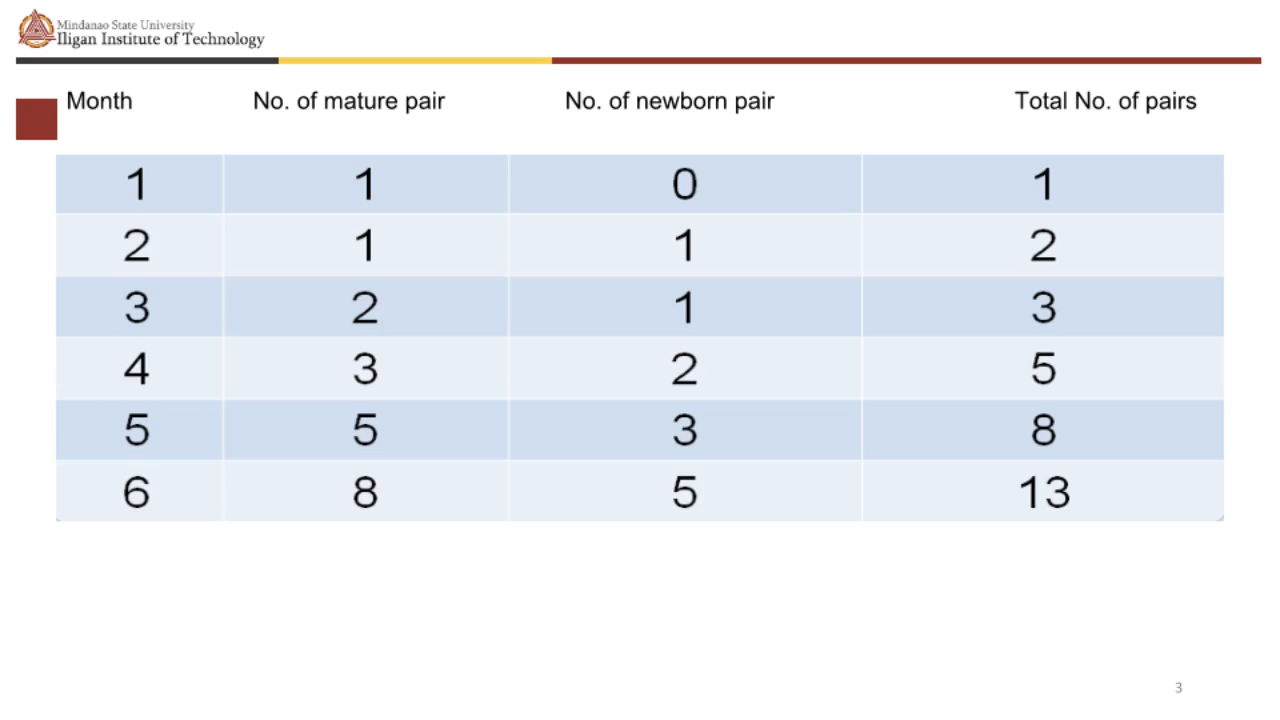 Mindanao State University
Iligan Institute of Technology
Month No. of mature pair No. of newborn pair Total No. of pairs
1 1 0 1
2 1 1 2
3 2 1 3
4 3 2 5
5 5 3 8
6 8 5 13
3